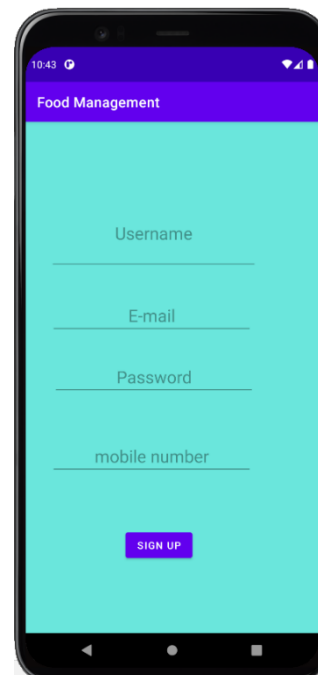 10:43
Food Management
Username
E-mail
Password
mobile number
SIGN UP